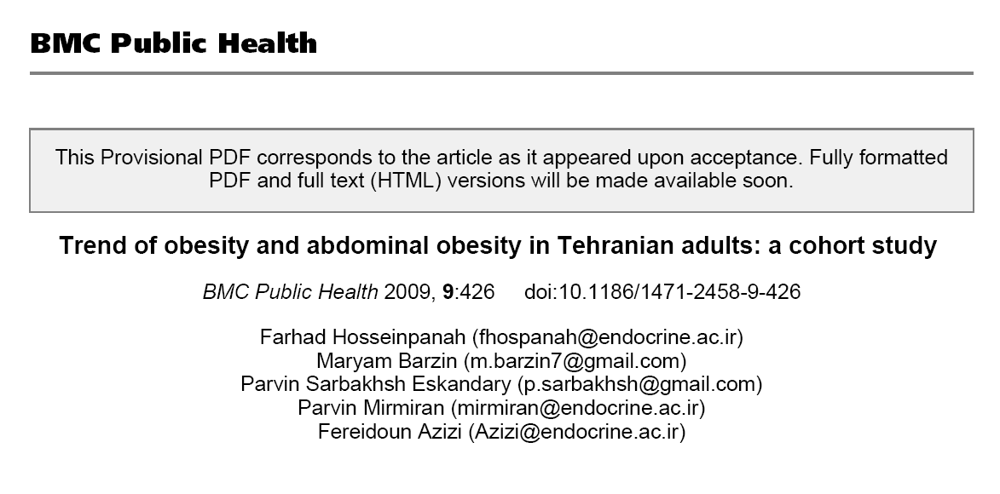 BMC Public Health
This Provisional PDF corresponds to the article as it appeared upon acceptance. Fully formatted
PDF and full text (HTML) versions will be made available soon.
Trend of obesity and abdominal obesity in Tehranian adults: a cohort study
BMC Public Health 2009, 9:426 doi:10.1186/1471-2458-9-426
Farhad Hosseinpanah (fhospanah@endocrine.ac.ir)
Maryam Barzin (m.barzin7@gmail.com)
Parvin Sarbakhsh Eskandary (p.sarbakhsh@gmail.com)
Parvin Mirmiran (mirmiran@endocrine.ac.ir)
Fereidoun Azizi (Azizi@endocrine.ac.ir)